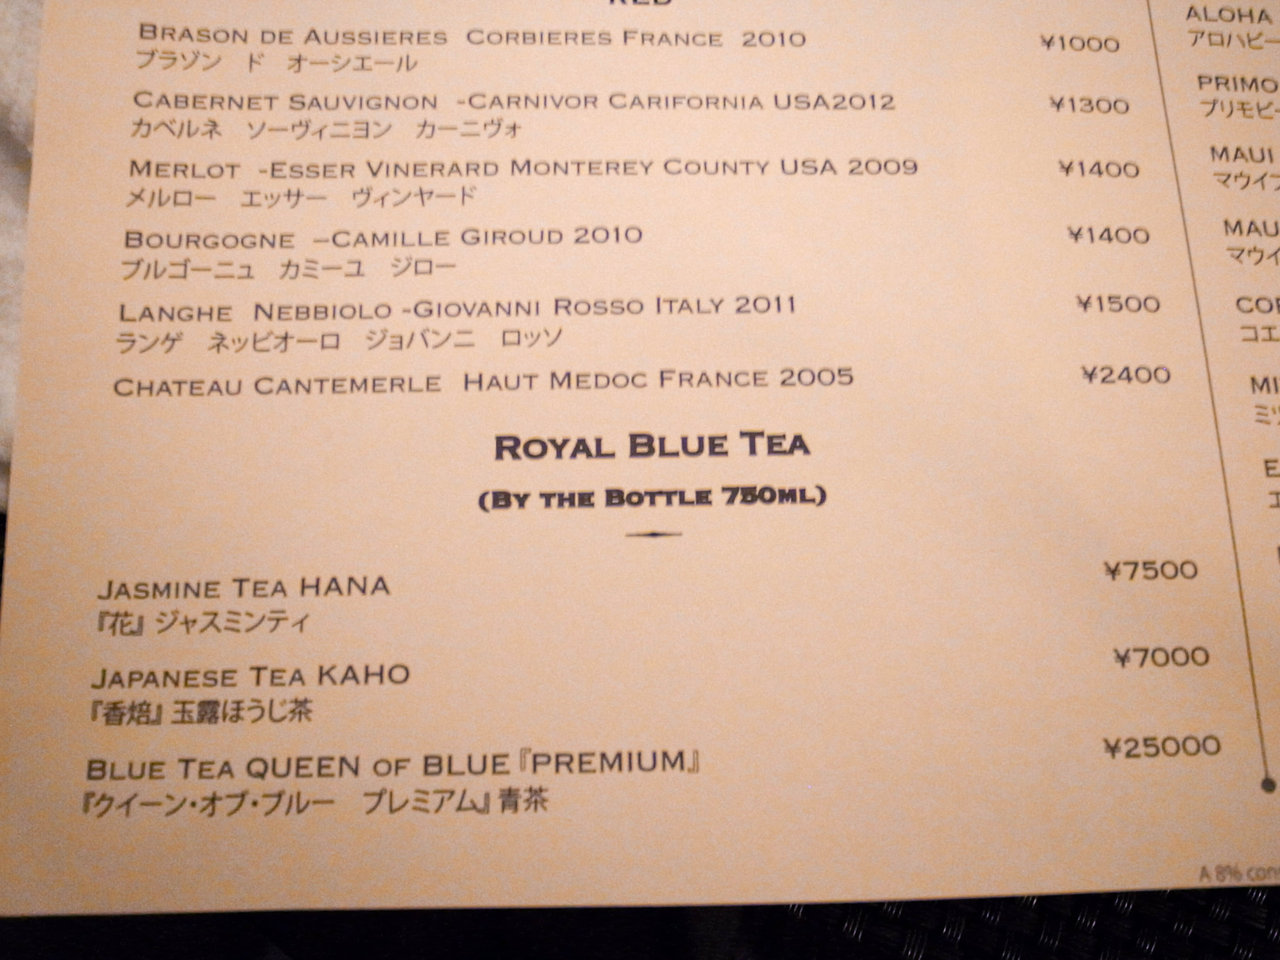 RED
BRASON DE AUSSIERES CORBIERES FRANCE 2010 ¥1000
ブラゾン ド オーシエール
CABERNET SAUVIGNON -CARNIVOR CARIFORNIA USA2012 ¥1300
カベルネ ソーヴィニヨン カーニヴォ
MERLOT -ESSER VINERARD MONTEREY COUNTY USA 2009 ¥1400
メルロー エッサー ヴィンヤード
BOURGOGNE –CAMILLE GIROUD 2010 ¥1400
ブルゴーニュ カミーユ ジロー
LANGHE NEBBIOLO -GIOVANNI ROSSO ITALY 2011 ¥1500
ランゲ ネッビオーロ ジョバンニ ロッソ
CHATEAU CANTEMERLE HAUT MEDOC FRANCE 2005 ¥2400
ROYAL BLUE TEA
(BY THE BOTTLE 750ML)
JASMINE TEA HANA ¥7500
『花』 ジャスミンティ
JAPANESE TEA KAHO ¥7000
『香焙』 玉露ほうじ茶
BLUE TEA QUEEN OF BLUE『PREMIUM』 ¥25000
『クイーン・オブ・ブルー プレミアム』 青茶
ALOHA
アロハビー
PRIMO
プリモビー
MAUI
マウイ
MAU
マウイ
コエ
MI
ミッ
A 8% con